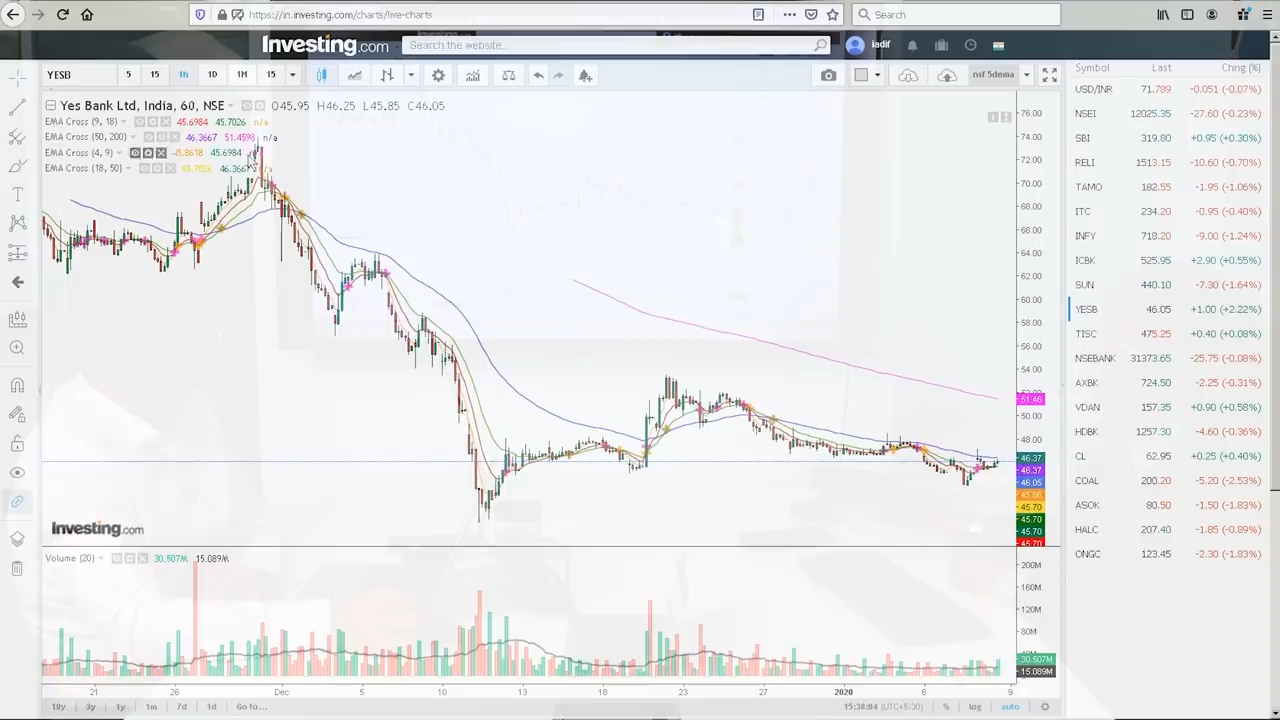 https://in.investing.com/charts/live-charts
Search
Investing.com
Search the website...
iadif
YESB
5
15
1h
1D
1M
15
nsf 5dema
Yes Bank Ltd, India, 60, NSE
O45.95 H46.25 L45.85 C46.05
EMA Cross (9, 18)
45.6984 45.7026 n/a
EMA Cross (50, 200)
46.3667 51.4598 n/a
EMA Cross (4, 9)
45.8618 45.6984
EMA Cross (18, 50)
45.7026 46.3667 n/a
76.00
74.00
72.00
70.00
68.00
66.00
64.00
62.00
60.00
58.00
56.00
54.00
51.46
50.00
48.00
46.37
46.37
46.05
45.86
45.70
45.70
45.70
45.70
Investing.com
Volume (20)
30.507M 15.089M
200M
160M
120M
80M
30.507M
15.089M
21
26
Dec
5
10
13
18
23
27
2020
6
9
10y
3y
1y
1m
7d
1d
Go to...
15:38:04 (UTC+5:30)
%
log
auto
Symbol Last Chng (%)
USD/INR 71.789 -0.051 (-0.07%)
NSEI 12025.35 -27.60 (-0.23%)
SBI 319.80 +0.95 (+0.30%)
RELI 1513.15 -10.60 (-0.70%)
TAMO 182.55 -1.95 (-1.06%)
ITC 234.20 -0.95 (-0.40%)
INFY 718.20 -9.00 (-1.24%)
ICBK 525.95 +2.90 (+0.55%)
SUN 440.10 -7.30 (-1.64%)
YESB 46.05 +1.00 (+2.22%)
TISC 475.25 +0.40 (+0.08%)
NSEBANK 31373.65 -25.75 (-0.08%)
AXBK 724.50 -2.25 (-0.31%)
VDAN 157.35 +0.90 (+0.58%)
HDBK 1257.30 -4.60 (-0.36%)
CL 62.95 +0.25 (+0.40%)
COAL 200.20 -5.20 (-2.53%)
ASOK 80.50 -1.50 (-1.83%)
HALC 207.40 -1.85 (-0.89%)
ONGC 123.45 -2.30 (-1.83%)